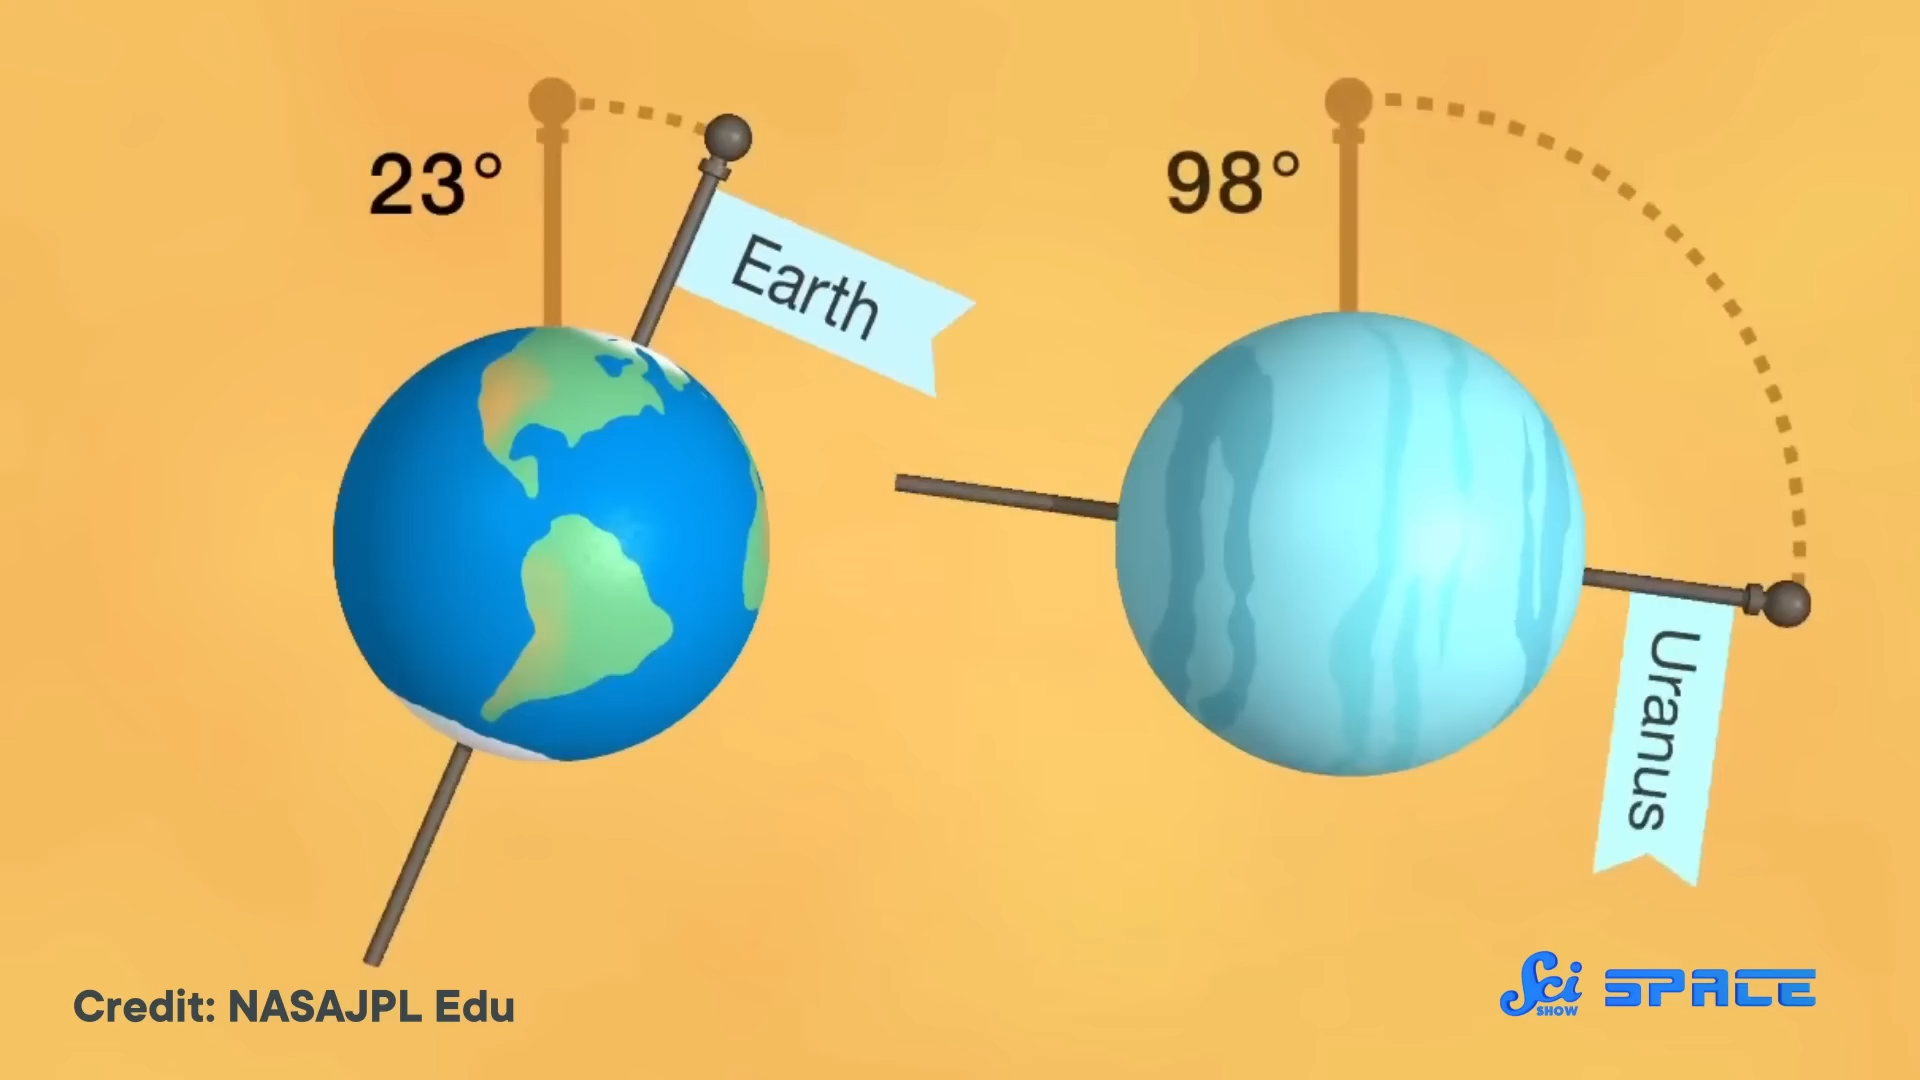 23°
Earth
98°
Uranus
Credit: NASAJPL Edu
Sci SHOW SPACE